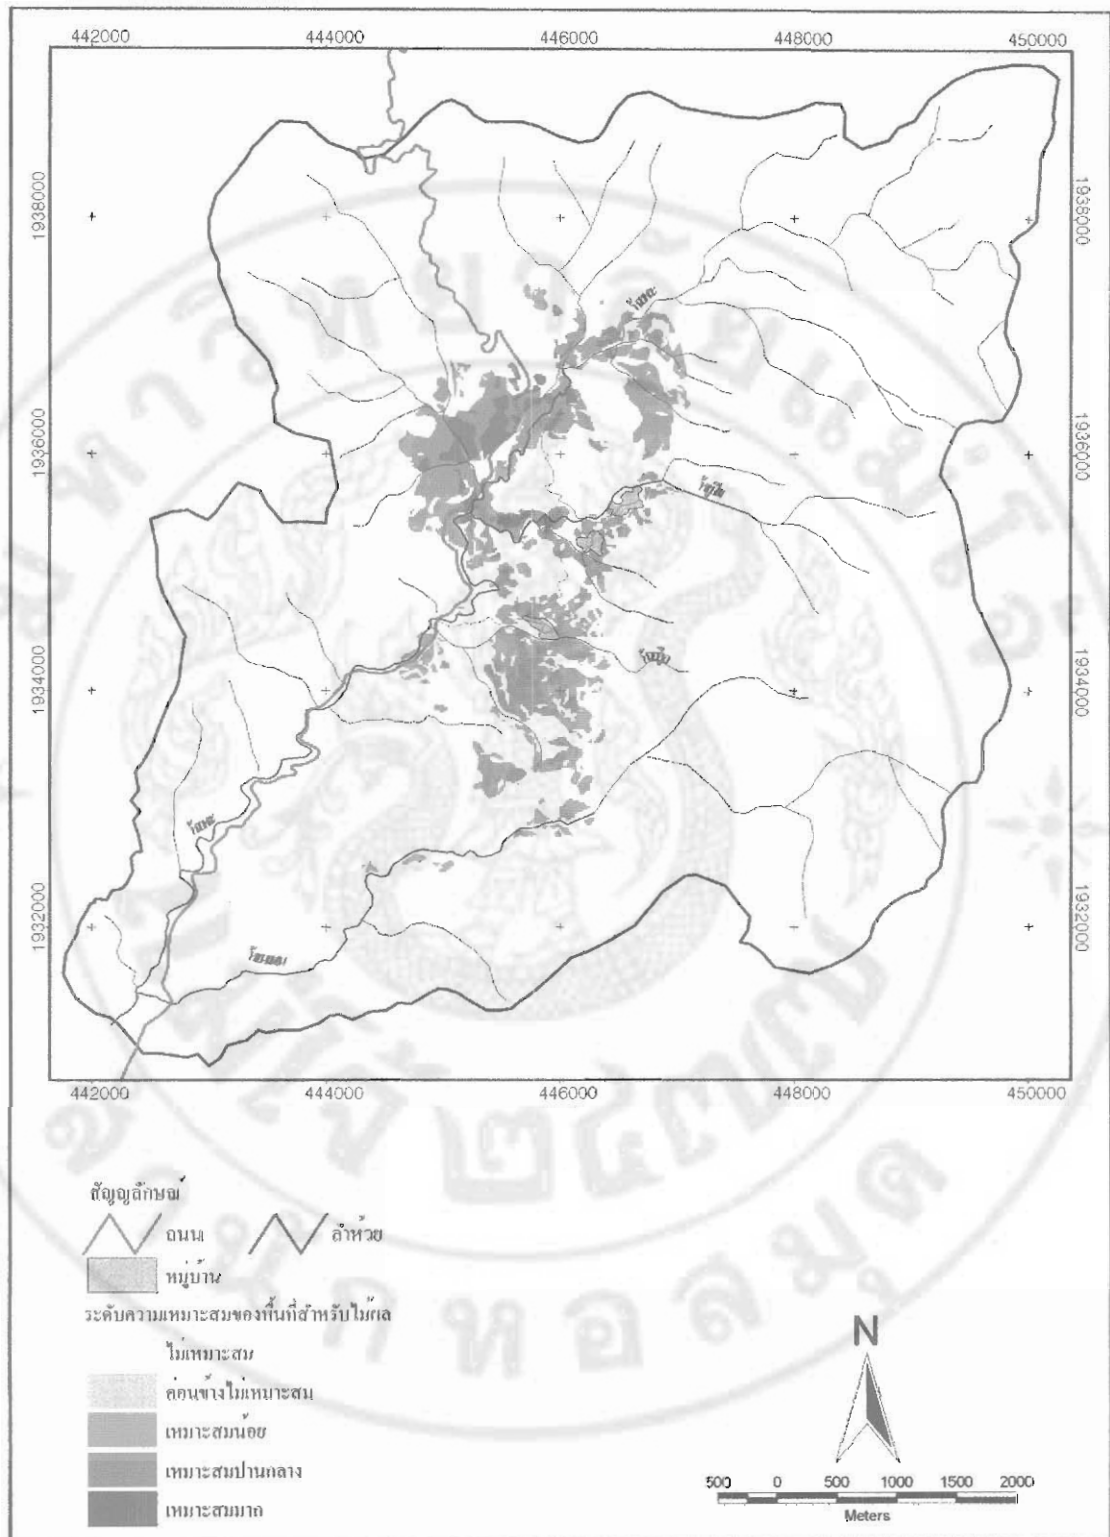 442000 444000 446000 448000 450000
1938000 1938000
1936000 1936000
1934000 1934000
1932000 1932000
442000 444000 446000 448000 450000
สัญญลักษณ์
ถนน ลำห้วย
หมู่บ้าน
ระดับความเหมาะสมของพื้นที่สำหรับไม้ผล
ไม่เหมาะสม
ค่อนข้างไม่เหมาะสม
เหมาะสมน้อย
เหมาะสมปานกลาง
เหมาะสมมาก
N
500 0 500 1000 1500 2000
Meters